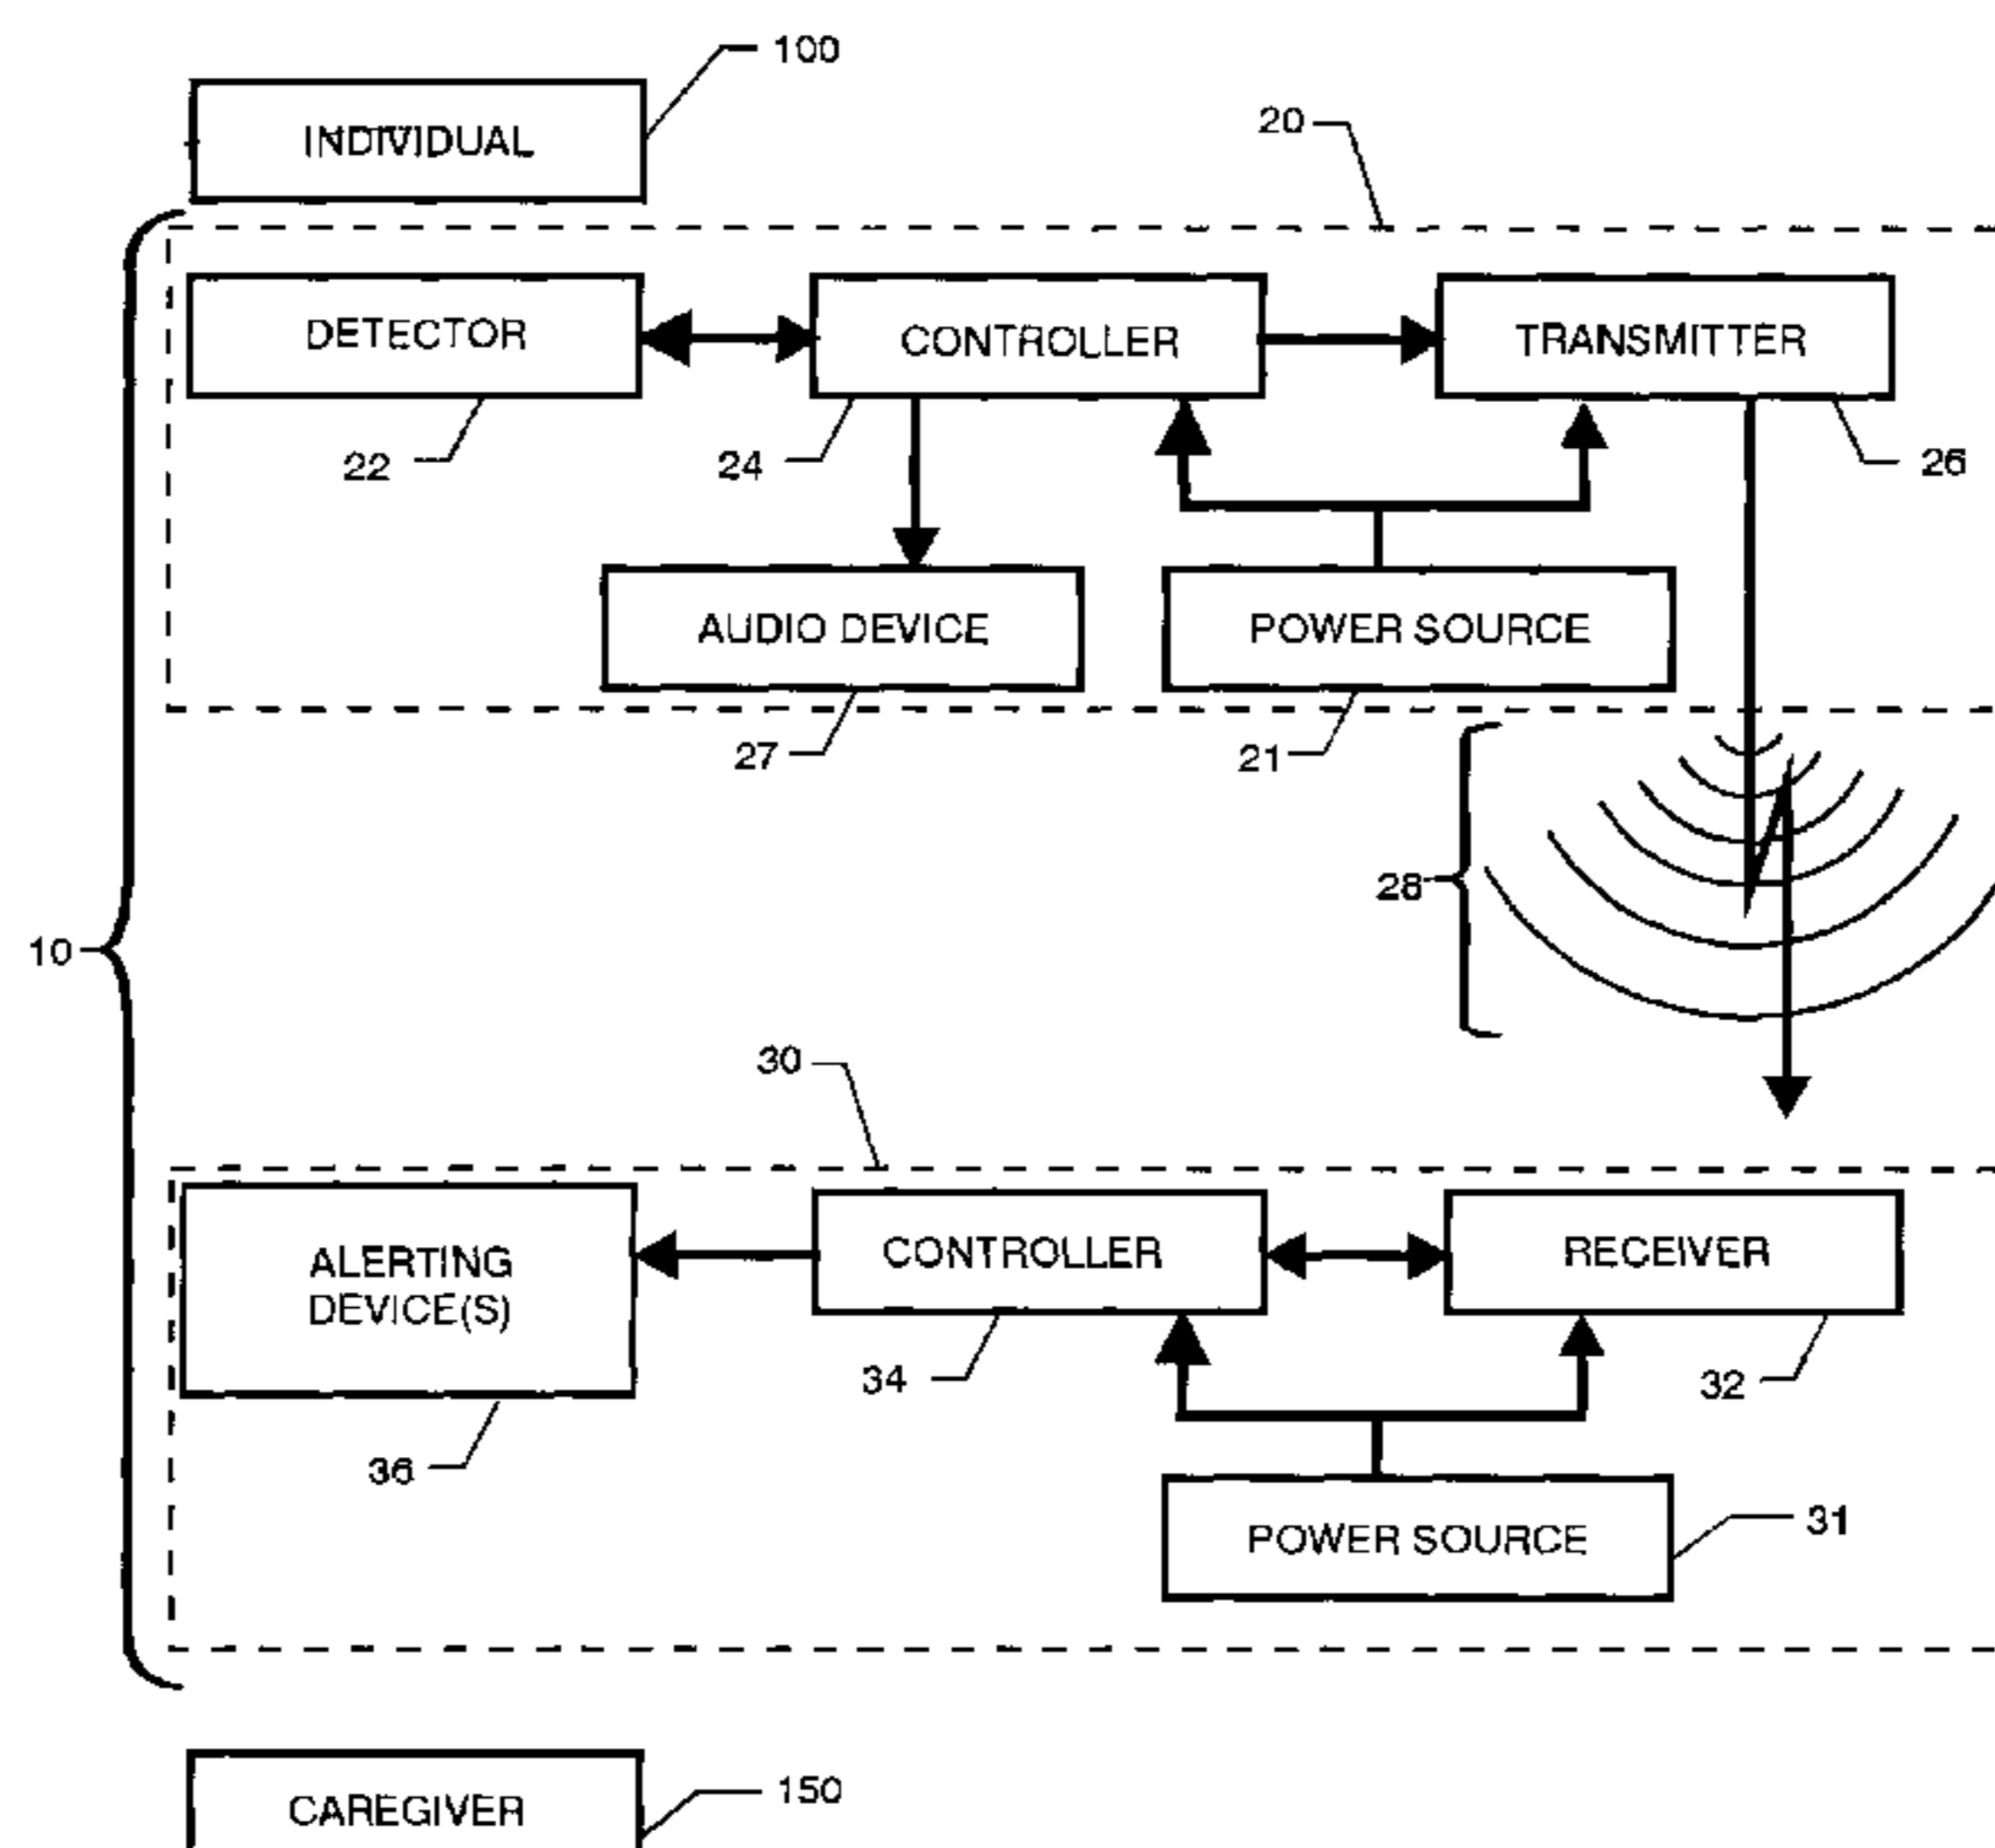 100
INDIVIDUAL
20
DETECTOR
CONTROLLER
TRANSMITTER
22
24
26
AUDIO DEVICE
POWER SOURCE
27
21
28
10
30
ALERTING
DEVICE(S)
CONTROLLER
RECEIVER
34
32
36
POWER SOURCE
31
CAREGIVER
150